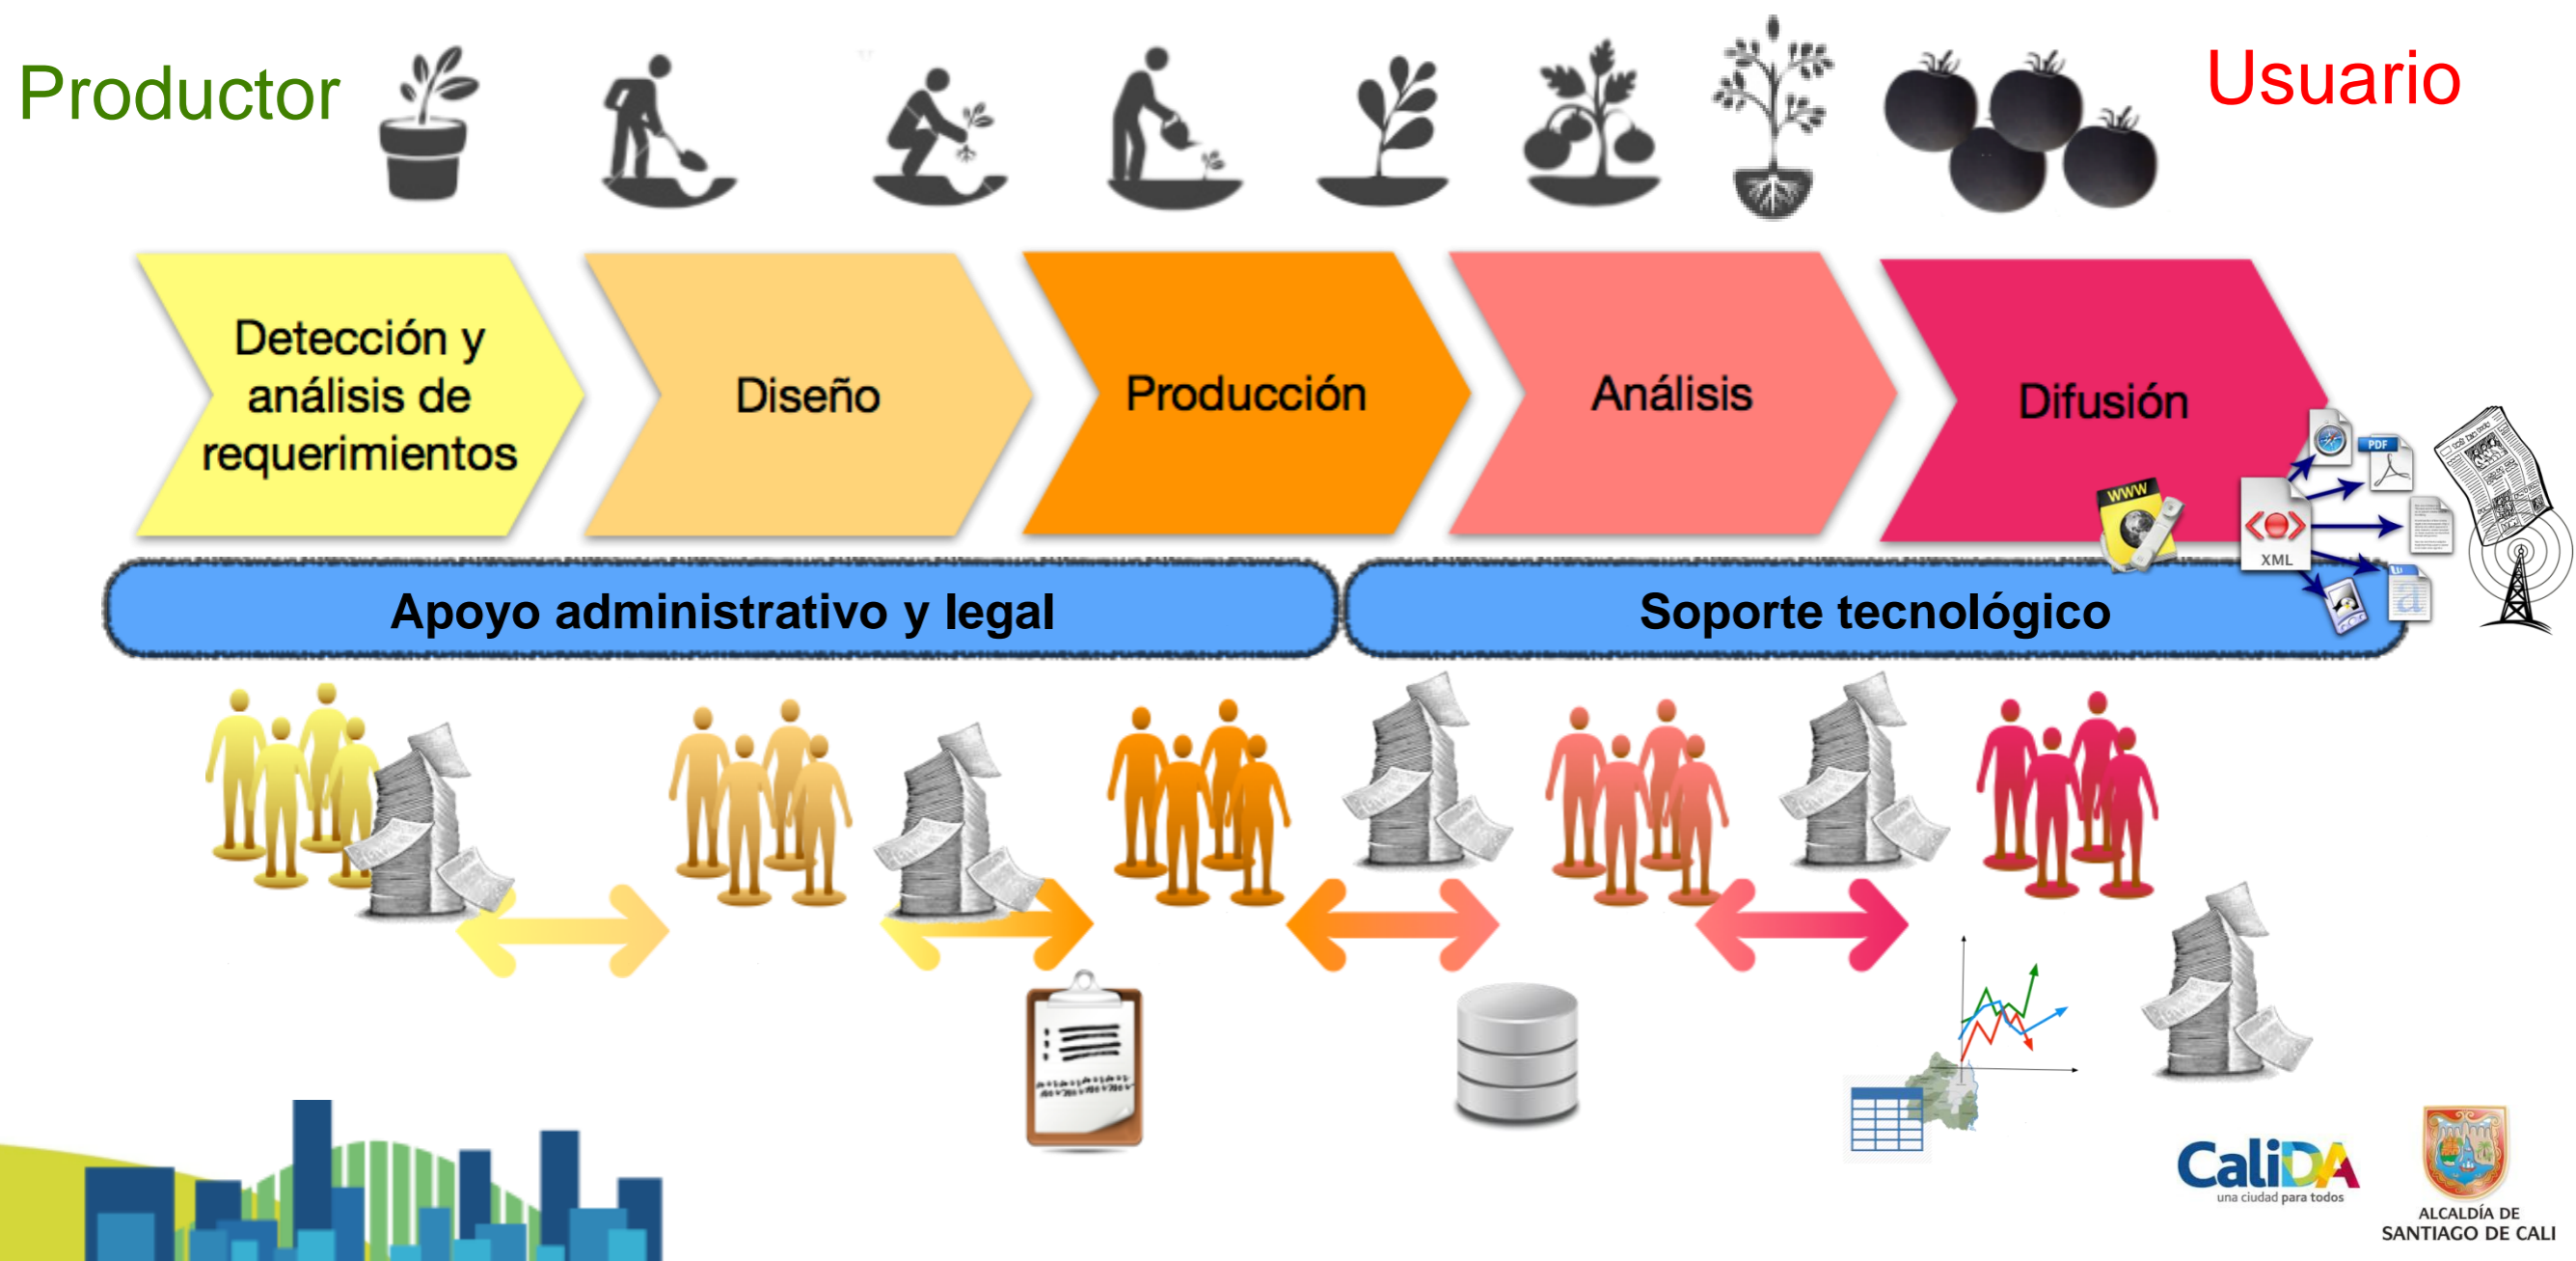 Productor
Usuario
Detección y
análisis de
requerimientos
Diseño
Producción
Análisis
Difusión
WWW
PDF
XML
Apoyo administrativo y legal
Soporte tecnológico
CaliDA
una ciudad para todos
ALCALDÍA DE
SANTIAGO DE CALI